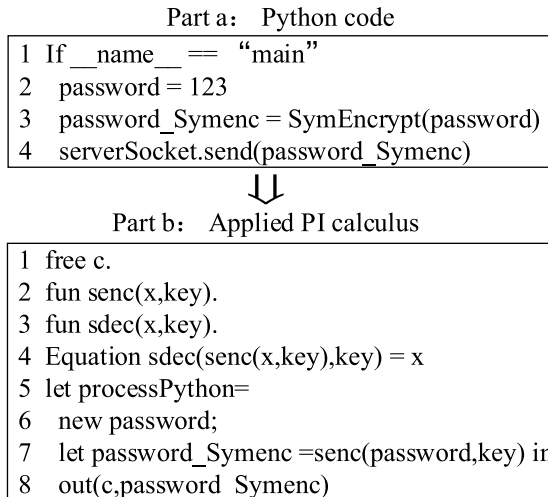 Part a： Python code
1 If __name__ == “main”
2 password = 123
3 password_Symenc = SymEncrypt(password)
4 serverSocket.send(password_Symenc)
⇓
Part b： Applied PI calculus
1 free c.
2 fun senc(x,key).
3 fun sdec(x,key).
4 Equation sdec(senc(x,key),key) = x
5 let processPython=
6 new password;
7 let password_Symenc =senc(password,key) in
8 out(c,password_Symenc)